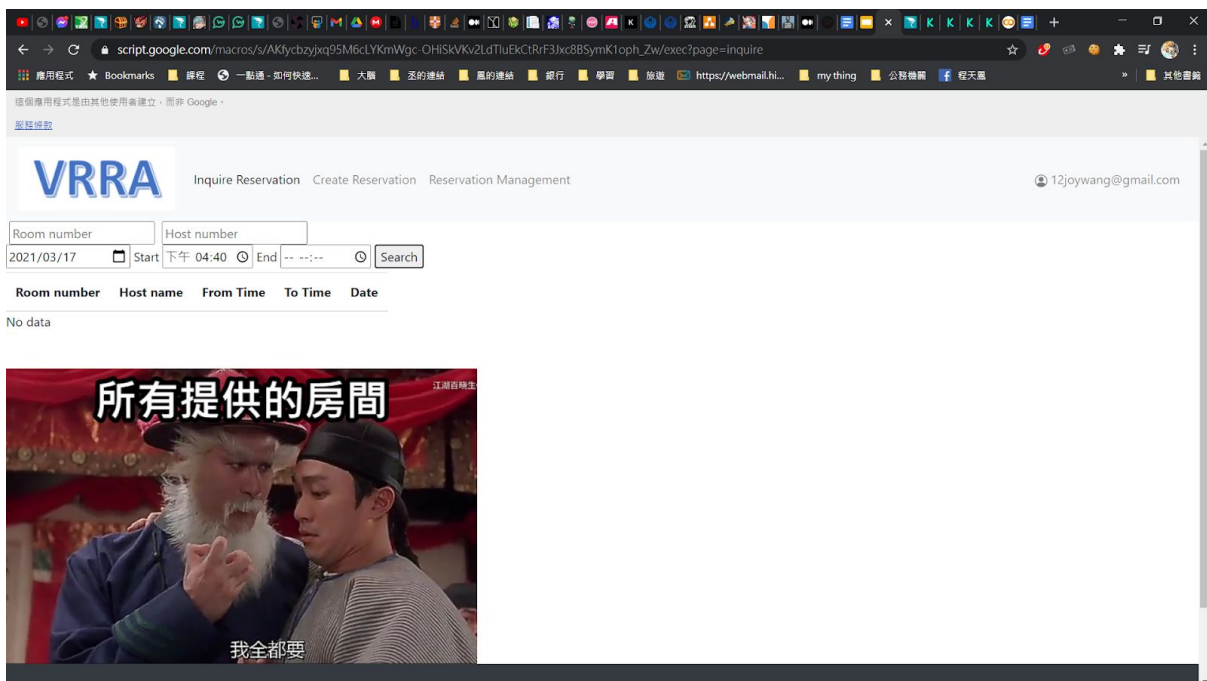 script.google.com/macros/s/AKfycbzyjxq95M6cLYKmWgc-OHiSkVKv2LdTluEkCtRrF3Jxc8BSymK1oph_Zw/exec?page=inquire
應用程式 Bookmarks 課程 一點通 - 如何快速... 大腦 丞的連結 鳳的連結 銀行 學習 旅遊 https://webmail.hi... my thing 公務機關 程天鳳 » 其他書籤
這個應用程式是由其他使用者建立，而非 Google。
服務條款
VRRA Inquire Reservation Create Reservation Reservation Management 12joywang@gmail.com
Room number Host number
2021/03/17 Start 下午 04:40 End -- --:-- Search
Room number Host name From Time To Time Date
No data
所有提供的房間
江湖百曉生
我全都要